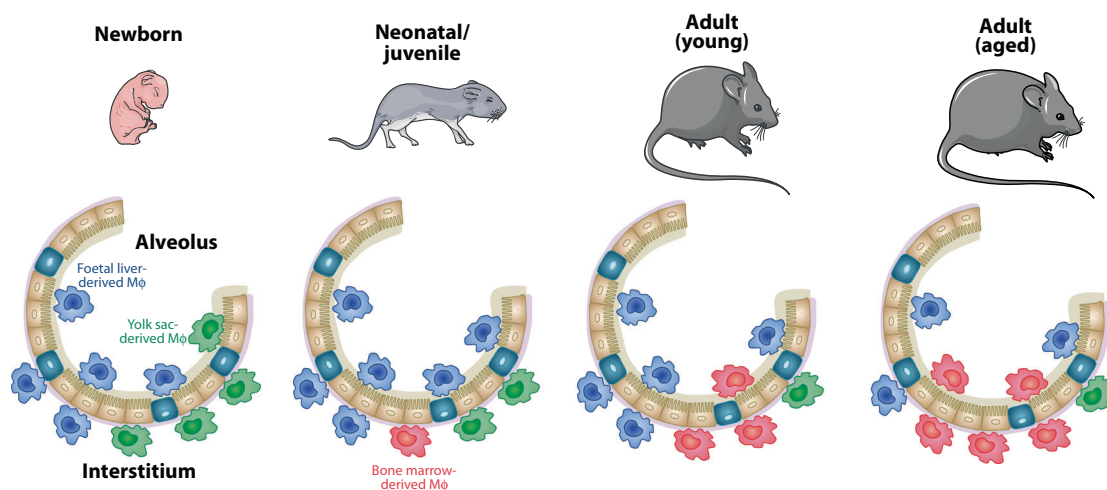 Newborn
Neonatal/
juvenile
Adult
(young)
Adult
(aged)
Alveolus
Foetal liver-
derived Mϕ
Yolk sac-
derived Mϕ
Interstitium
Bone marrow-
derived Mϕ